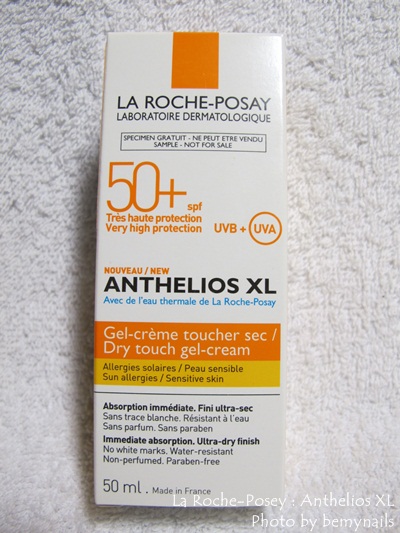 LA ROCHE-POSAY
LABORATOIRE DERMATOLOGIQUE
SPECIMEN GRATUIT - NE PEUT ETRE VENDU
SAMPLE - NOT FOR SALE
50+ spf
Très haute protection
Very high protection
UVB + UVA
NOUVEAU / NEW
ANTHELIOS XL
Avec de l'eau thermale de La Roche-Posay
Gel-crème toucher sec /
Dry touch gel-cream
Allergies solaires / Peau sensible
Sun allergies / Sensitive skin
Absorption immédiate. Fini ultra-sec
Sans trace blanche. Résistant à l'eau
Sans parfum. Sans paraben
Immediate absorption. Ultra-dry finish
No white marks. Water-resistant
Non-perfumed. Paraben-free
50 ml. Made in France
La Roche-Posey : Anthelios XL
Photo by bemynails